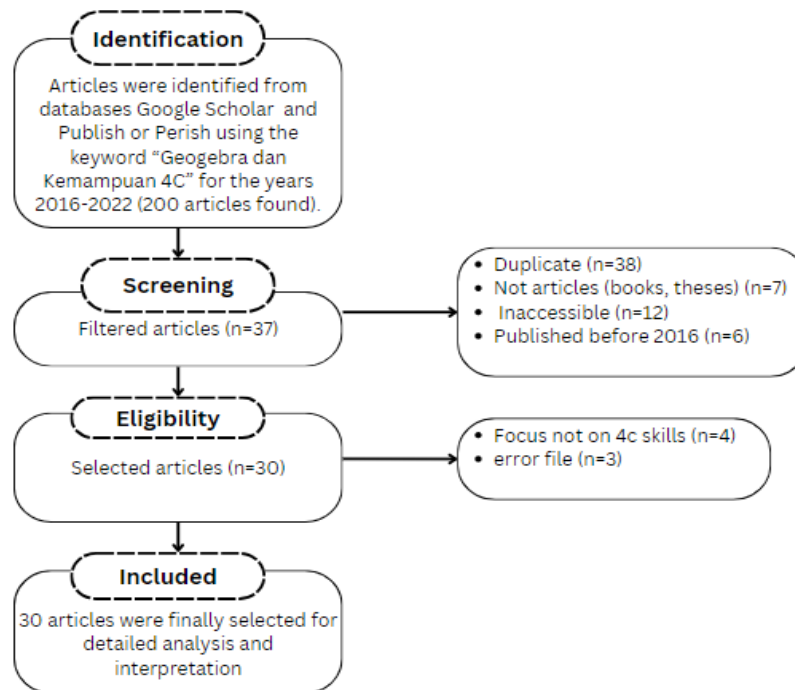 Identification
Articles were identified from
databases Google Scholar and
Publish or Perish using the
keyword “Geogebra dan
Kemampuan 4C” for the years
2016-2022 (200 articles found).
Screening
Filtered articles (n=37)
• Duplicate (n=38)
• Not articles (books, theses) (n=7)
• Inaccessible (n=12)
• Published before 2016 (n=6)
Eligibility
Selected articles (n=30)
• Focus not on 4c skills (n=4)
• error file (n=3)
Included
30 articles were finally selected for
detailed analysis and
interpretation